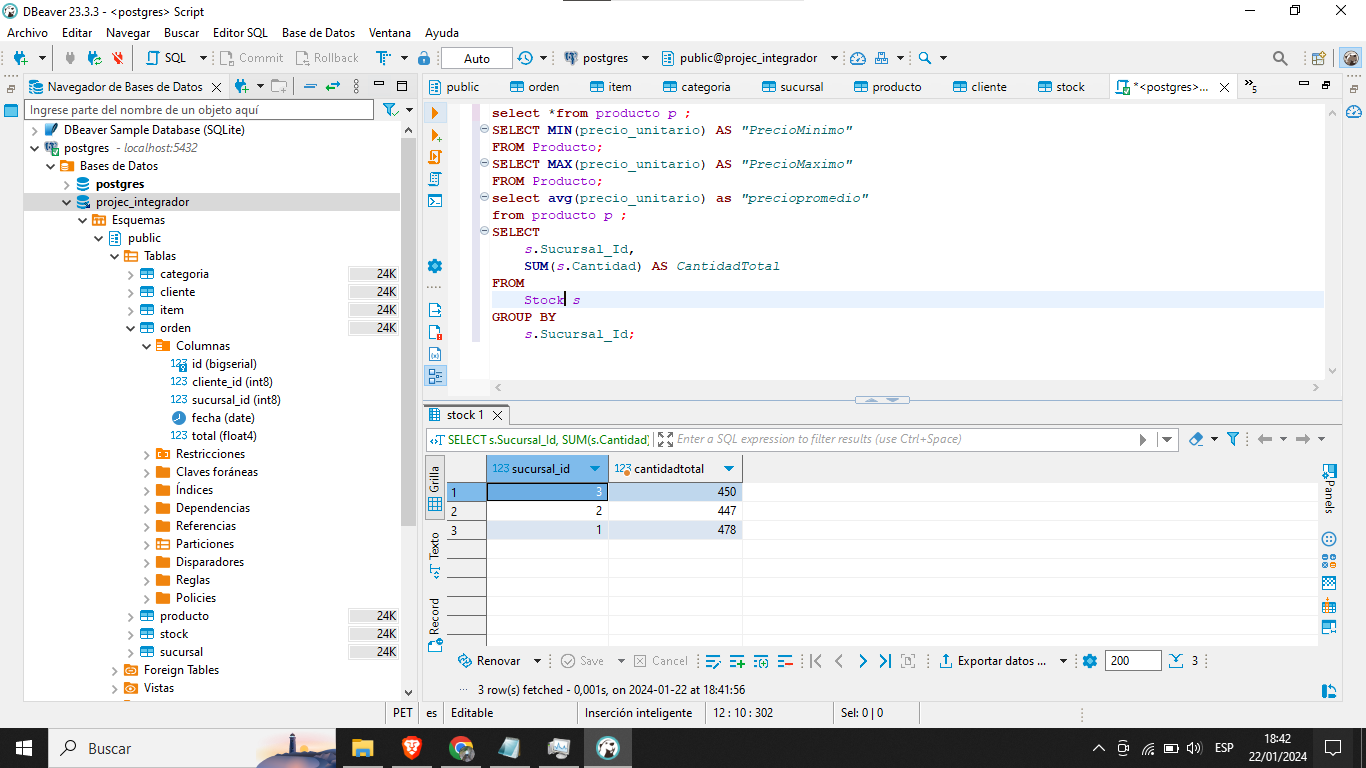 DBeaver 23.3.3 - <postgres> Script
Archivo Editar Navegar Buscar Editor SQL Base de Datos Ventana Ayuda
SQL Commit Rollback Auto postgres public@projec_integrador
Navegador de Bases de Datos
Ingrese parte del nombre de un objeto aquí
DBeaver Sample Database (SQLite)
postgres - localhost:5432
Bases de Datos
postgres
projec_integrador
Esquemas
public
Tablas
categoria 24K
cliente 24K
item 24K
orden 24K
Columnas
id (bigserial)
cliente_id (int8)
sucursal_id (int8)
fecha (date)
total (float4)
Restricciones
Claves foráneas
Índices
Dependencias
Referencias
Particiones
Disparadores
Reglas
Policies
producto 24K
stock 24K
sucursal 24K
Foreign Tables
Vistas
public orden item categoria sucursal producto cliente stock *<postgres>... »5
select *from producto p ;
SELECT MIN(precio_unitario) AS "PrecioMinimo"
FROM Producto;
SELECT MAX(precio_unitario) AS "PrecioMaximo"
FROM Producto;
select avg(precio_unitario) as "preciopromedio"
from producto p ;
SELECT
s.Sucursal_Id,
SUM(s.Cantidad) AS CantidadTotal
FROM
Stock s
GROUP BY
s.Sucursal_Id;
stock 1
SELECT s.Sucursal_Id, SUM(s.Cantidad) Enter a SQL expression to filter results (use Ctrl+Space)
Grilla
Texto
Record
123 sucursal_id 123 cantidadtotal
1 3 450
2 2 447
3 1 478
Panels
Renovar Save Cancel Exportar datos ... 200 3
3 row(s) fetched - 0,001s, on 2024-01-22 at 18:41:56
PET es Editable Inserción inteligente 12 : 10 : 302 Sel: 0 | 0
Buscar
ESP
18:42
22/01/2024